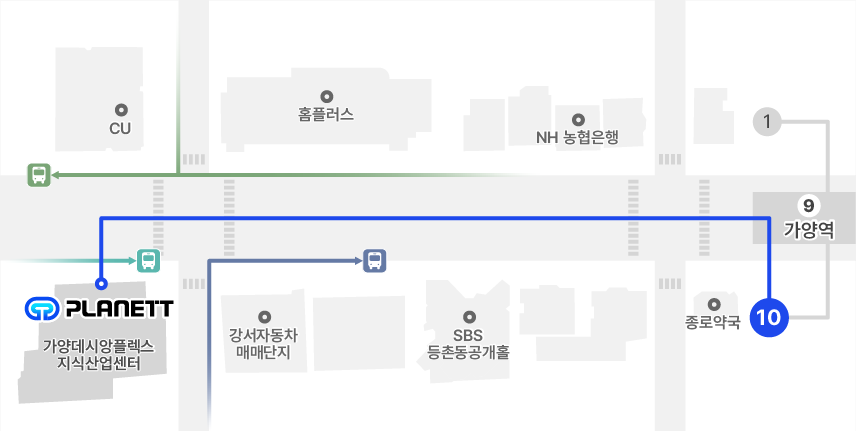 CU
홈플러스
NH 농협은행
1
9
가양역
PLANETT
가양데시앙플렉스
지식산업센터
강서자동차
매매단지
SBS
등촌동공개홀
종로약국
10